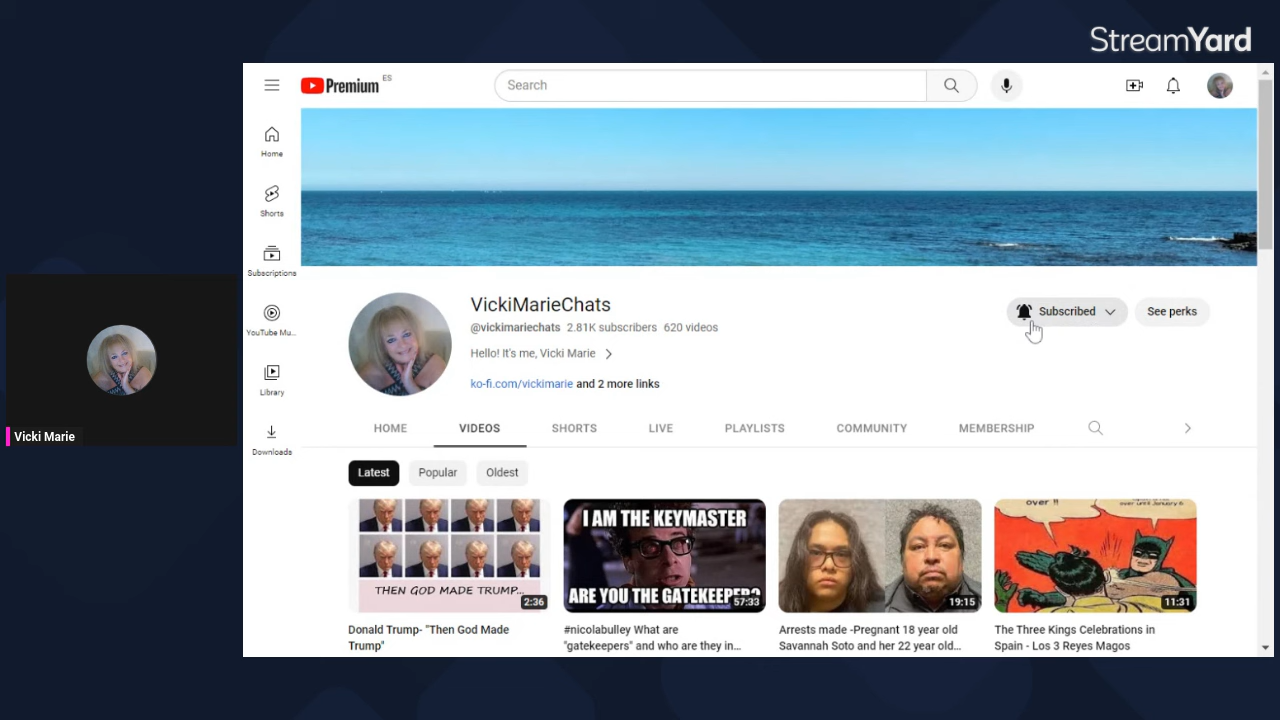 StreamYard
Premium ES
Search
Home
Shorts
Subscriptions
YouTube Mu...
Library
Downloads
Vicki Marie
VickiMarieChats
@vickimariechats 2.81K subscribers 620 videos
Hello! It's me, Vicki Marie
ko-fi.com/vickimarie and 2 more links
Subscribed
See perks
HOME VIDEOS SHORTS LIVE PLAYLISTS COMMUNITY MEMBERSHIP
Latest Popular Oldest
THEN GOD MADE TRUMP...
2:36
Donald Trump- "Then God Made
Trump"
I AM THE KEYMASTER
ARE YOU THE GATEKEEPER?
57:33
#nicolabulley What are
"gatekeepers" and who are they in...
19:15
Arrests made -Pregnant 18 year old
Savannah Soto and her 22 year old...
over !!
over until January 6
11:31
The Three Kings Celebrations in
Spain - Los 3 Reyes Magos